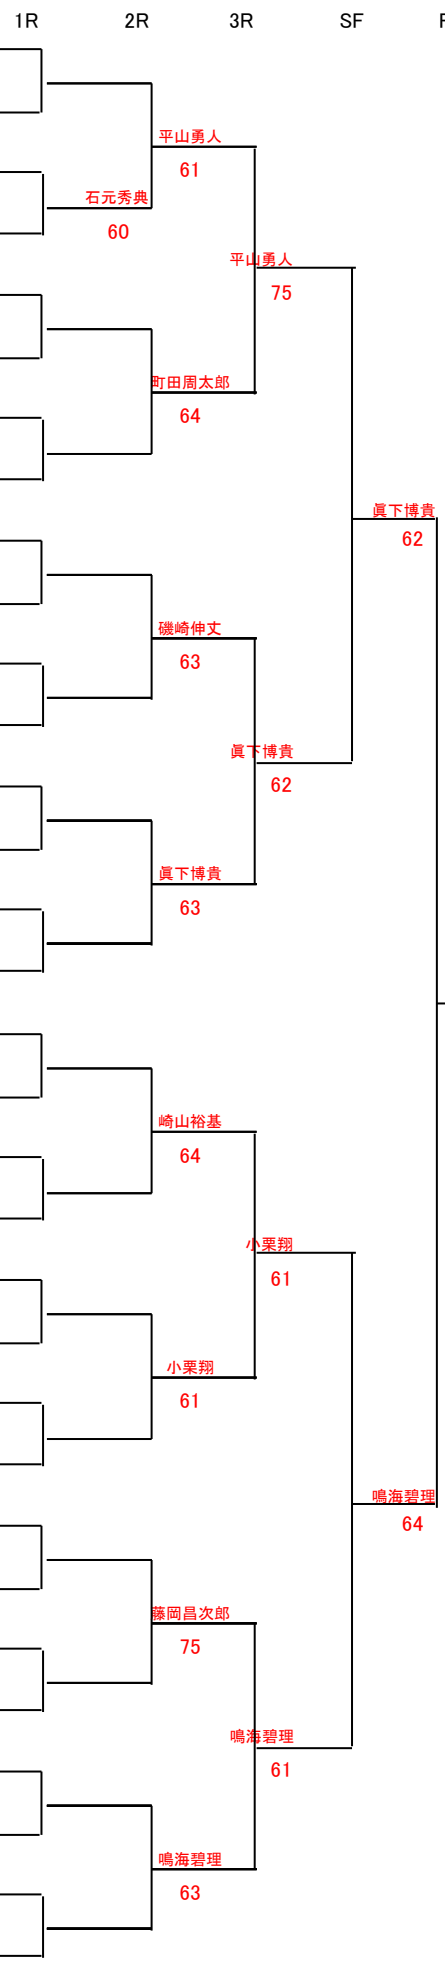 1R 2R 3R SF F
平山勇人
61
石元秀典
60
平山勇人
75
町田周太郎
64
眞下博貴
62
磯崎伸丈
63
眞下博貴
62
眞下博貴
63
崎山裕基
64
小栗翔
61
小栗翔
61
鳴海碧理
64
藤岡昌次郎
75
鳴海碧理
61
鳴海碧理
63